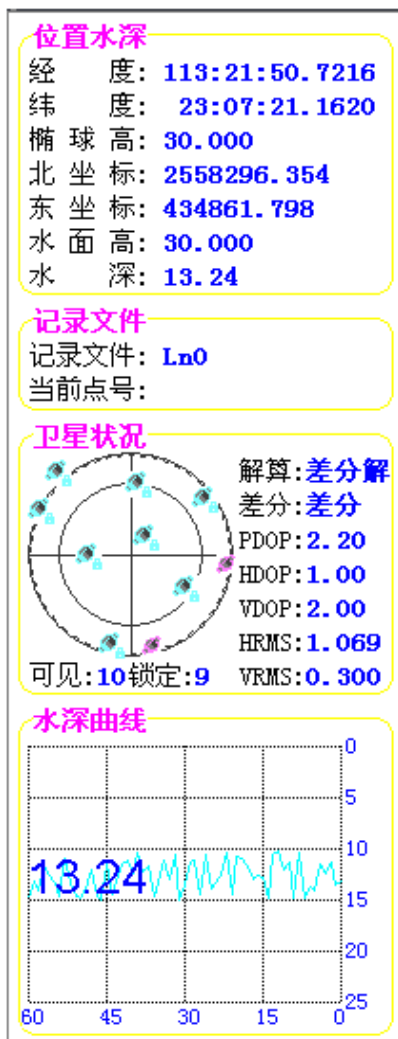 位置水深
经 度: 113:21:50.7216
纬 度: 23:07:21.1620
椭 球 高: 30.000
北 坐 标: 2558296.354
东 坐 标: 434861.798
水 面 高: 30.000
水 深: 13.24
记录文件
记录文件: Ln0
当前点号:
卫星状况
解算:差分解
差分:差分
PDOP:2.20
HDOP:1.00
VDOP:2.00
HRMS:1.069
可见:10锁定:9 VRMS:0.300
水深曲线
0
5
10
13.24
15
20
25
60 45 30 15 0